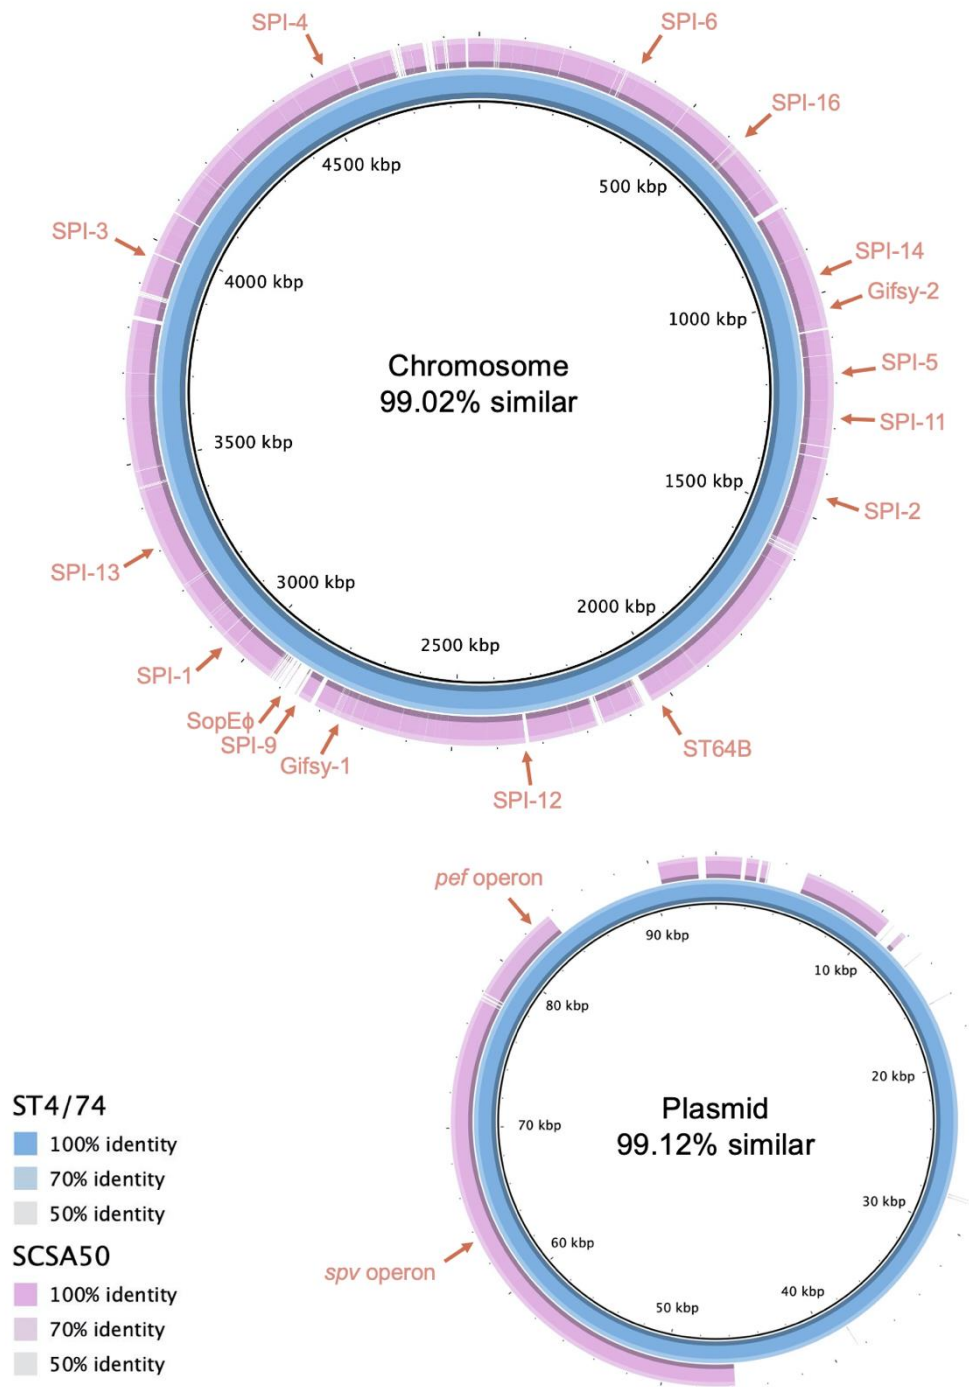 SPI-4
SPI-6
SPI-16
SPI-3
SPI-14
Gifsy-2
SPI-5
SPI-11
SPI-2
SPI-13
SPI-1
SopEϕ
SPI-9
Gifsy-1
SPI-12
ST64B
4500 kbp
500 kbp
4000 kbp
1000 kbp
3500 kbp
1500 kbp
3000 kbp
2000 kbp
2500 kbp
Chromosome
99.02% similar
pef operon
spv operon
90 kbp
10 kbp
80 kbp
20 kbp
70 kbp
30 kbp
60 kbp
40 kbp
50 kbp
Plasmid
99.12% similar
ST4/74
100% identity
70% identity
50% identity
SCSA50
100% identity
70% identity
50% identity